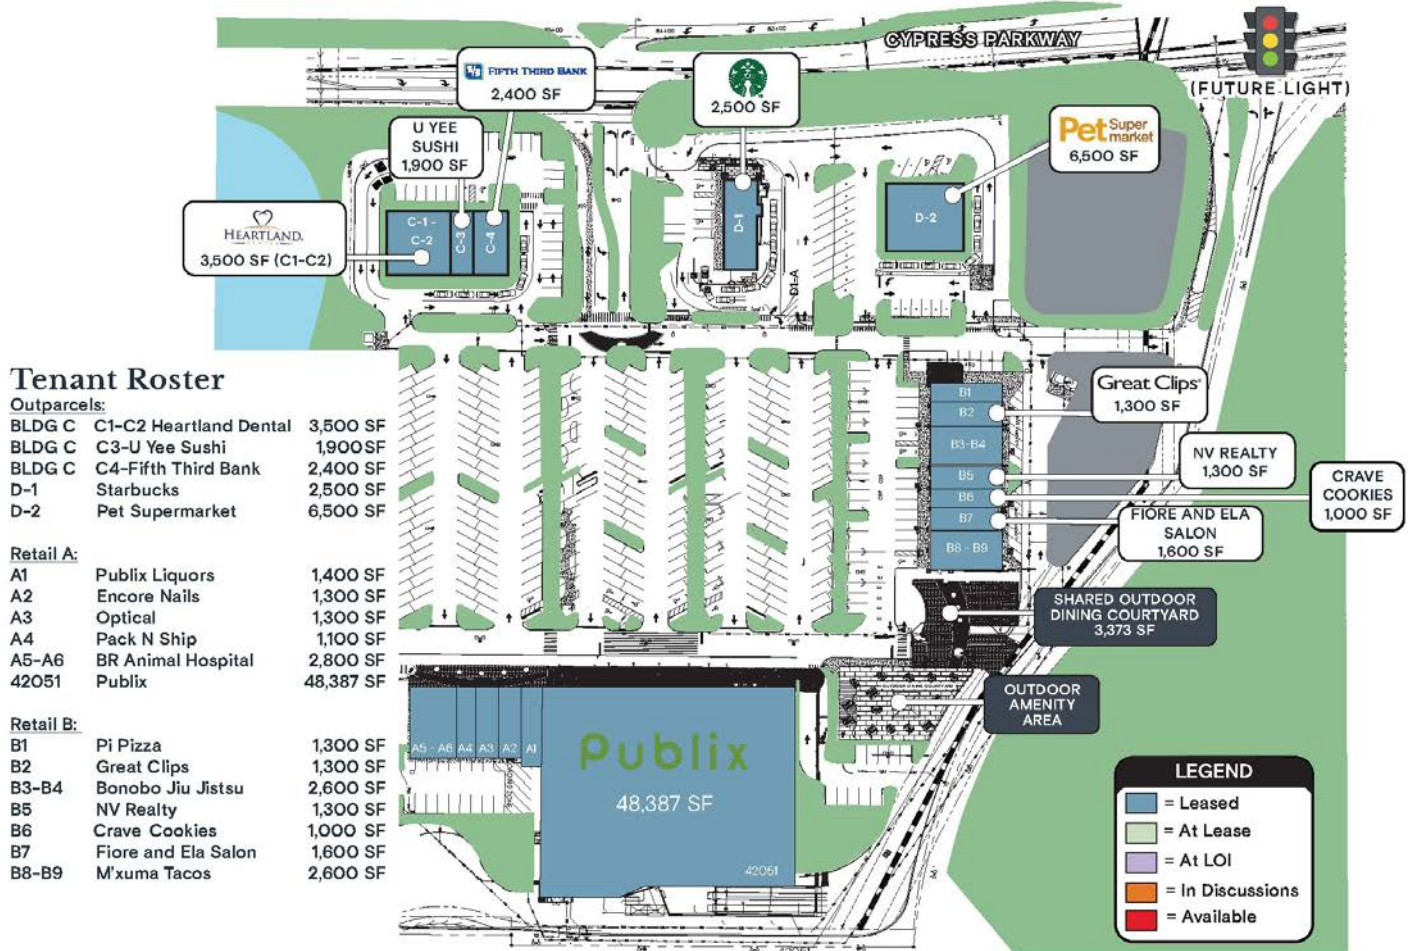 CYPRESS PARKWAY
(FUTURE LIGHT)
FIFTH THIRD BANK
2,400 SF
2,500 SF
Pet Super
market
6,500 SF
U YEE
SUSHI
1,900 SF
HEARTLAND
3,500 SF (C1-C2)
C-1 -
C-2
C-3
C-4
D-1
D-2
D1-A
Tenant Roster
Outparcels:
BLDG C C1-C2 Heartland Dental 3,500 SF
BLDG C C3-U Yee Sushi 1,900SF
BLDG C C4-Fifth Third Bank 2,400 SF
D-1 Starbucks 2,500 SF
D-2 Pet Supermarket 6,500 SF
Retail A:
A1 Publix Liquors 1,400 SF
A2 Encore Nails 1,300 SF
A3 Optical 1,300 SF
A4 Pack N Ship 1,100 SF
A5-A6 BR Animal Hospital 2,800 SF
42051 Publix 48,387 SF
Retail B:
B1 Pi Pizza 1,300 SF
B2 Great Clips 1,300 SF
B3-B4 Bonobo Jiu Jistsu 2,600 SF
B5 NV Realty 1,300 SF
B6 Crave Cookies 1,000 SF
B7 Fiore and Ela Salon 1,600 SF
B8-B9 M'xuma Tacos 2,600 SF
B1
B2
B3-B4
B5
B6
B7
B8 - B9
Great Clips
1,300 SF
NV REALTY
1,300 SF
CRAVE
COOKIES
1,000 SF
FIORE AND ELA
SALON
1,600 SF
SHARED OUTDOOR
DINING COURTYARD
3,373 SF
OUTDOOR
AMENITY
AREA
A5 - A6 A4 A3 A2 A1
Publix
48,387 SF
42051
LEGEND
= Leased
= At Lease
= At LOI
= In Discussions
= Available